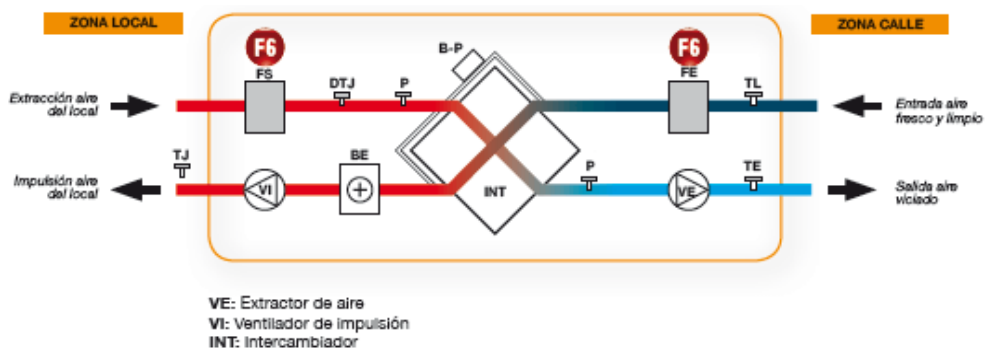 ZONA LOCAL
ZONA CALLE
F6
F6
B-P
FS
DTJ
P
FE
TL
Extracción aire
del local
Entrada aire
fresco y limpio
TJ
BE
P
TE
Impulsión aire
del local
VI
INT
VE
Salida aire
viciado
VE: Extractor de aire
VI: Ventilador de impulsión
INT: Intercambiador